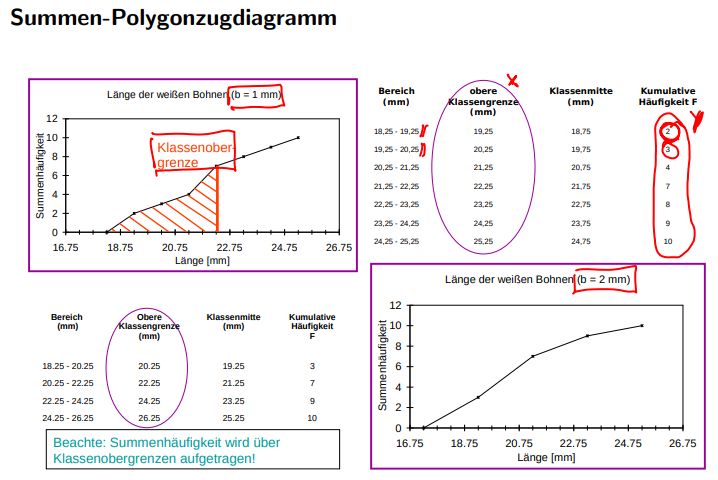 Summen-Polygonzugdiagramm
Länge der weißen Bohnen (b = 1 mm)
Summenhäufigkeit
12
10
8
6
4
2
0
Klassenober-
grenze
16.75 18.75 20.75 22.75 24.75 26.75
Länge [mm]
Bereich (mm) obere Klassengrenze (mm) Klassenmitte (mm) Kumulative Häufigkeit F
x y
18,25 - 19,25 19,25 18,75 2
19,25 - 20,25 20,25 19,75 3
20,25 - 21,25 21,25 20,75 4
21,25 - 22,25 22,25 21,75 7
22,25 - 23,25 23,25 22,75 8
23,25 - 24,25 24,25 23,75 9
24,25 - 25,25 25,25 24,75 10
Bereich (mm) Obere Klassengrenze (mm) Klassenmitte (mm) Kumulative Häufigkeit F
18.25 - 20.25 20.25 19.25 3
20.25 - 22.25 22.25 21.25 7
22.25 - 24.25 24.25 23.25 9
24.25 - 26.25 26.25 25.25 10
Beachte: Summenhäufigkeit wird über
Klassenobergrenzen aufgetragen!
Länge der weißen Bohnen (b = 2 mm)
Summenhäufigkeit
12
10
8
6
4
2
0
16.75 18.75 20.75 22.75 24.75 26.75
Länge [mm]